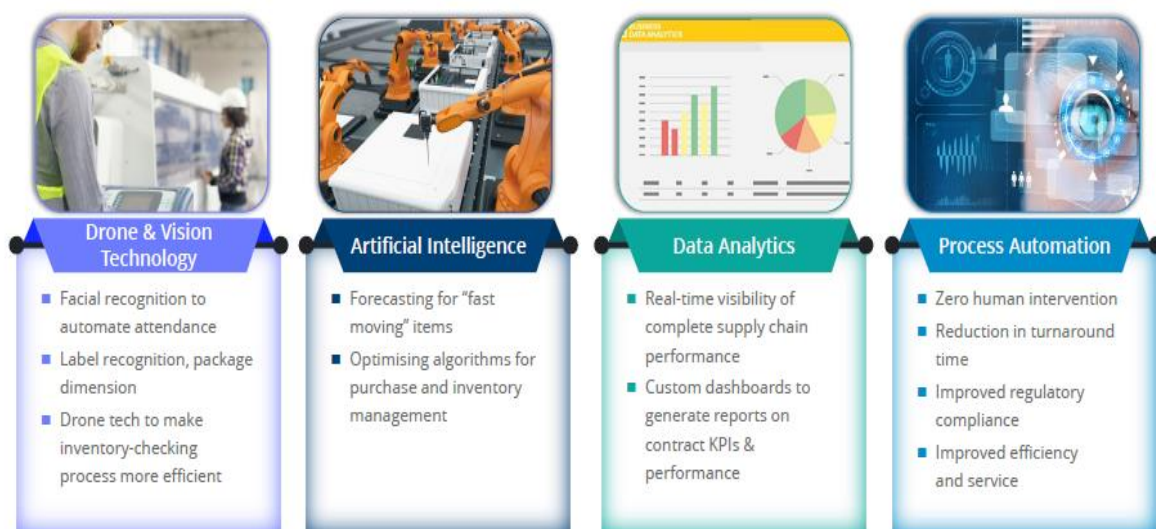 BUSINESS
DATA ANALYTICS
Drone & Vision
Technology
Facial recognition to
automate attendance
Label recognition, package
dimension
Drone tech to make
inventory-checking
process more efficient
Artificial Intelligence
Forecasting for “fast
moving” items
Optimising algorithms for
purchase and inventory
management
Data Analytics
Real-time visibility of
complete supply chain
performance
Custom dashboards to
generate reports on
contract KPIs &
performance
Process Automation
Zero human intervention
Reduction in turnaround
time
Improved regulatory
compliance
Improved efficiency
and service